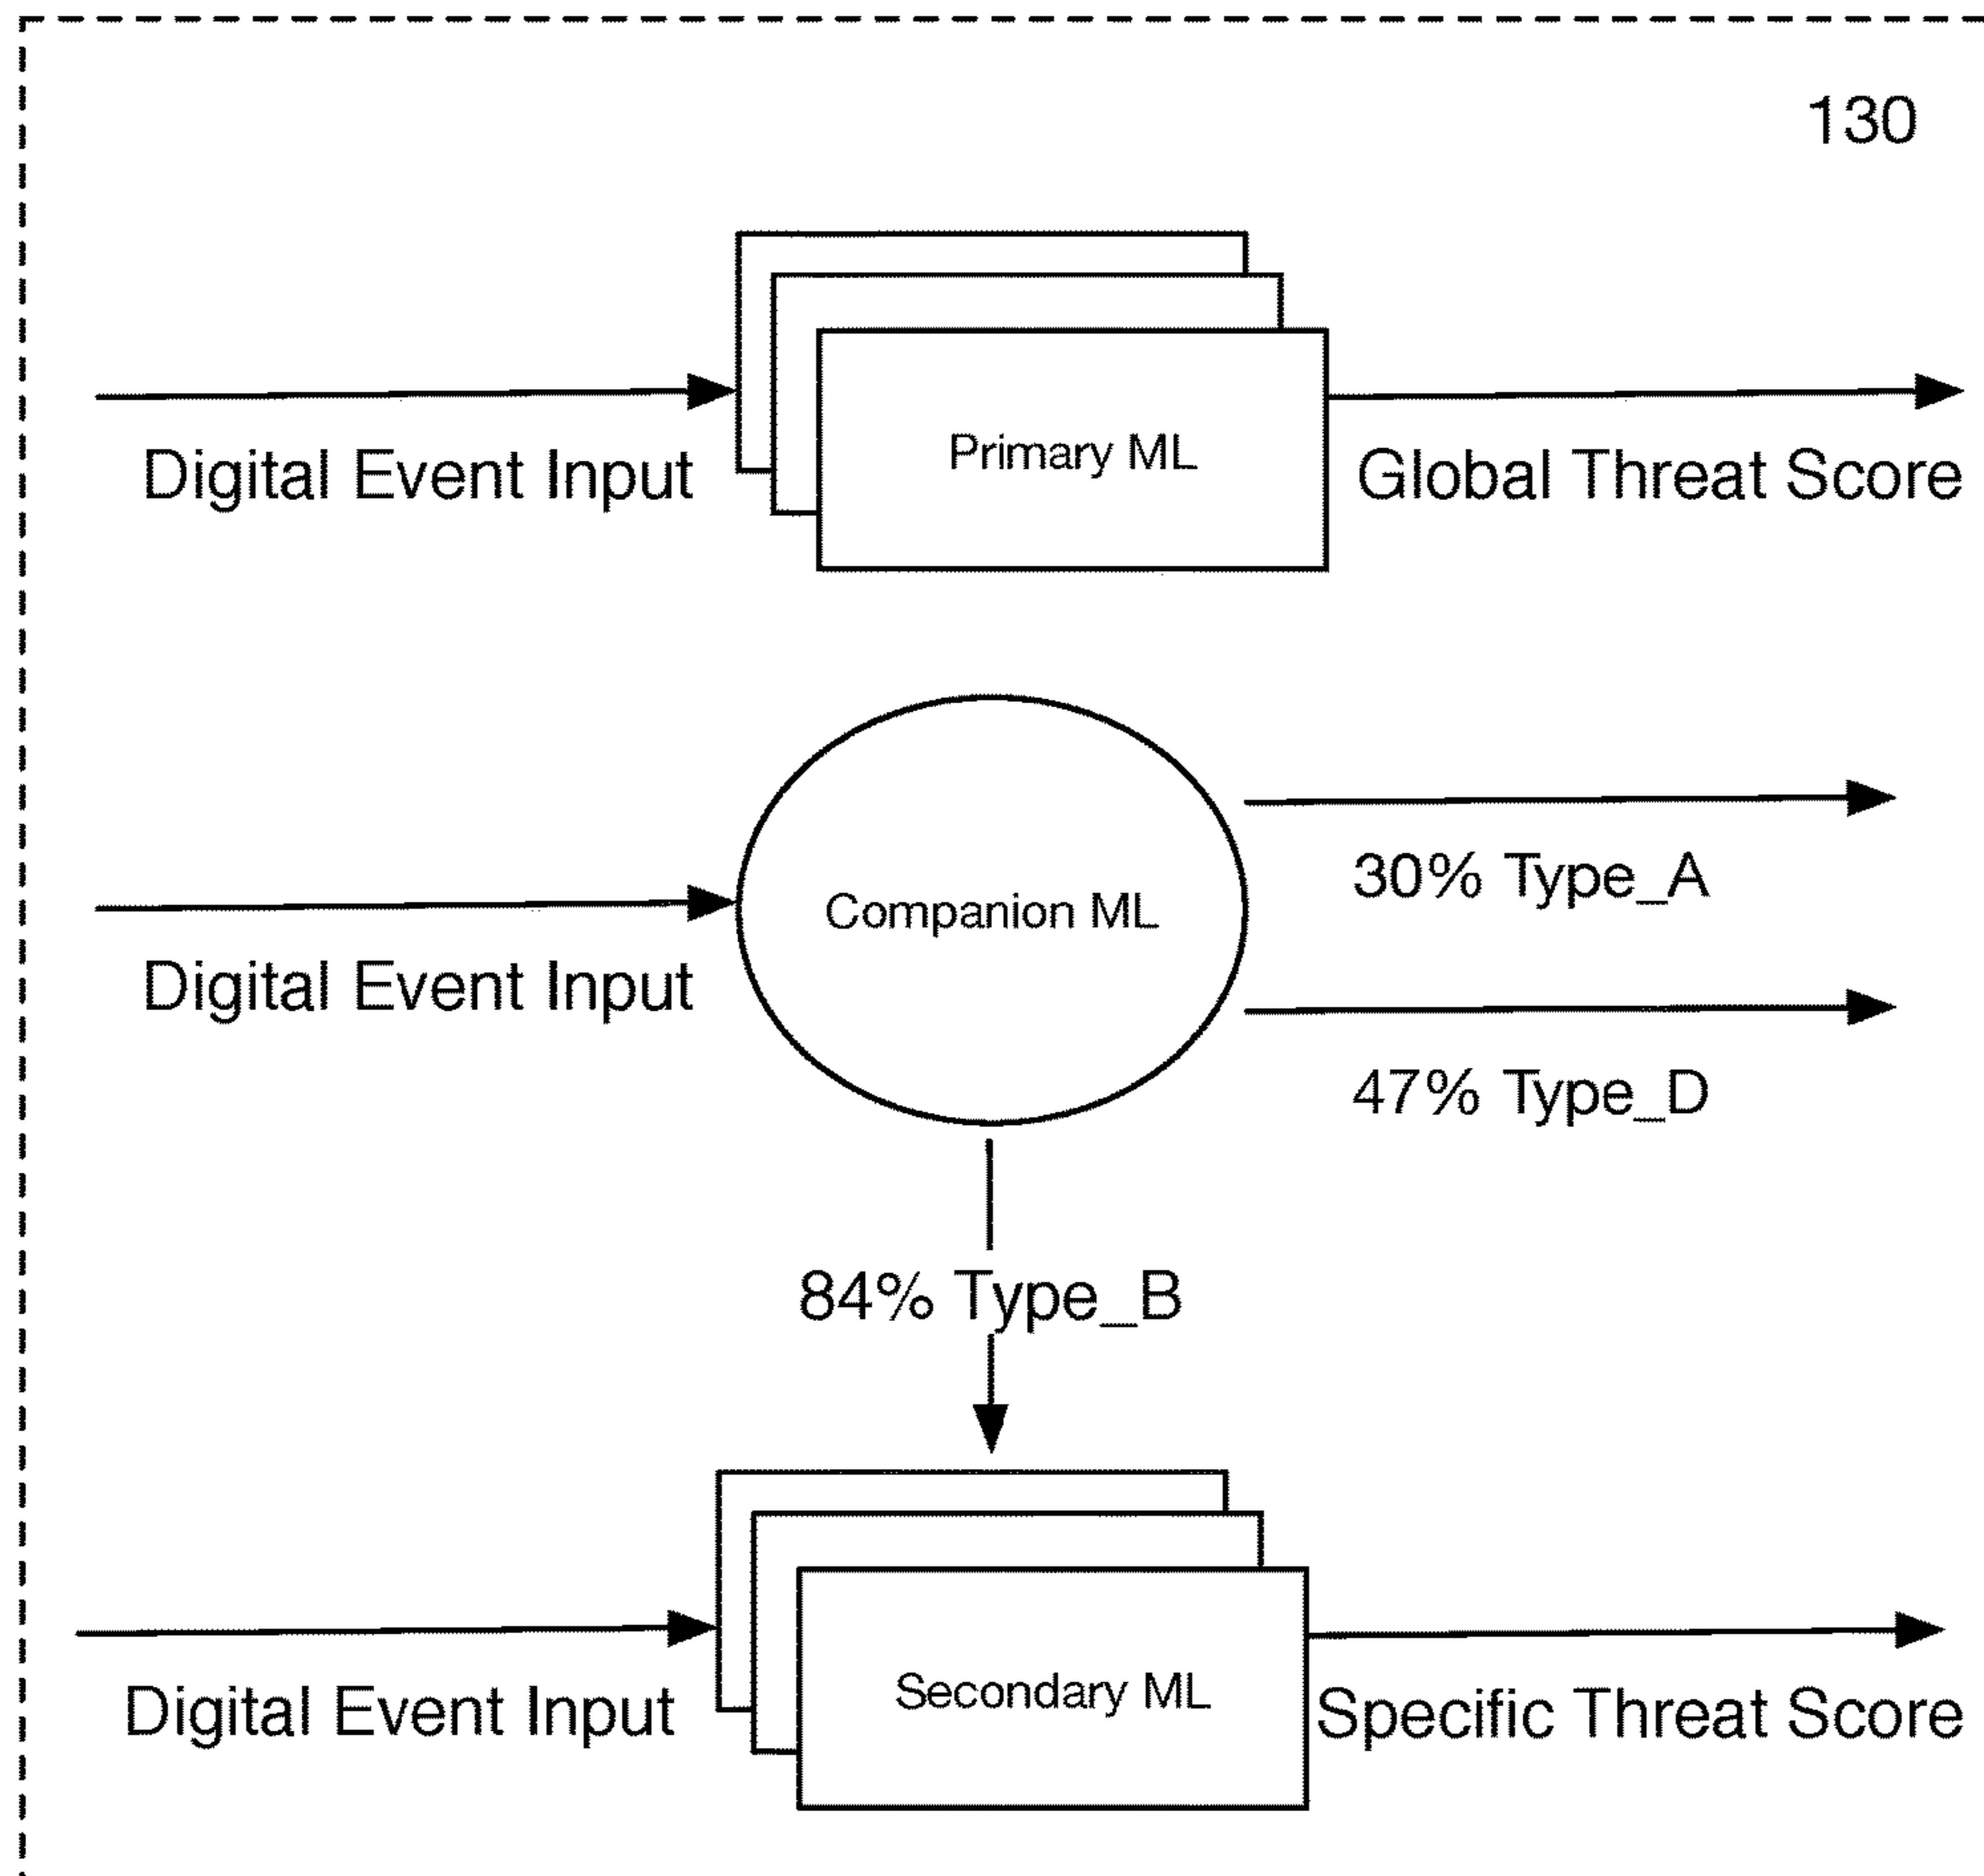 130
Primary ML
Digital Event Input
Global Threat Score
Companion ML
30% Type_A
Digital Event Input
47% Type_D
84% Type_B
Secondary ML
Digital Event Input
Specific Threat Score